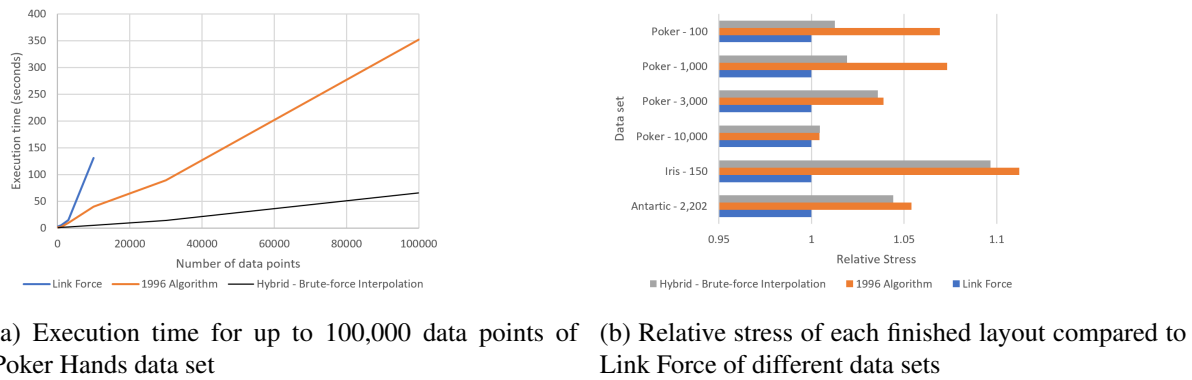 400
350
300
250
200
150
100
50
0
Execution time (seconds)
0 20000 40000 60000 80000 100000
Number of data points
Link Force 1996 Algorithm Hybrid - Brute-force Interpolation
Poker - 100
Poker - 1,000
Poker - 3,000
Poker - 10,000
Iris - 150
Antartic - 2,202
Data set
0.95 1 1.05 1.1
Relative Stress
Hybrid - Brute-force Interpolation 1996 Algorithm Link Force
a) Execution time for up to 100,000 data points of
Poker Hands data set
(b) Relative stress of each finished layout compared to
Link Force of different data sets